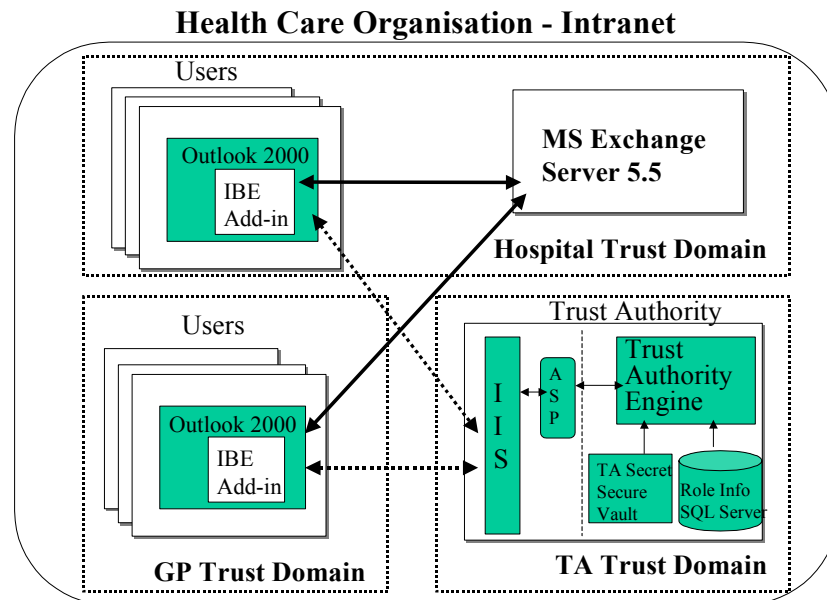 Health Care Organisation - Intranet
Users
Outlook 2000
IBE
Add-in
MS Exchange
Server 5.5
Hospital Trust Domain
Users
Outlook 2000
IBE
Add-in
GP Trust Domain
Trust Authority
I
I
S
A
S
P
Trust
Authority
Engine
TA Secret
Secure
Vault
Role Info
SQL Server
TA Trust Domain